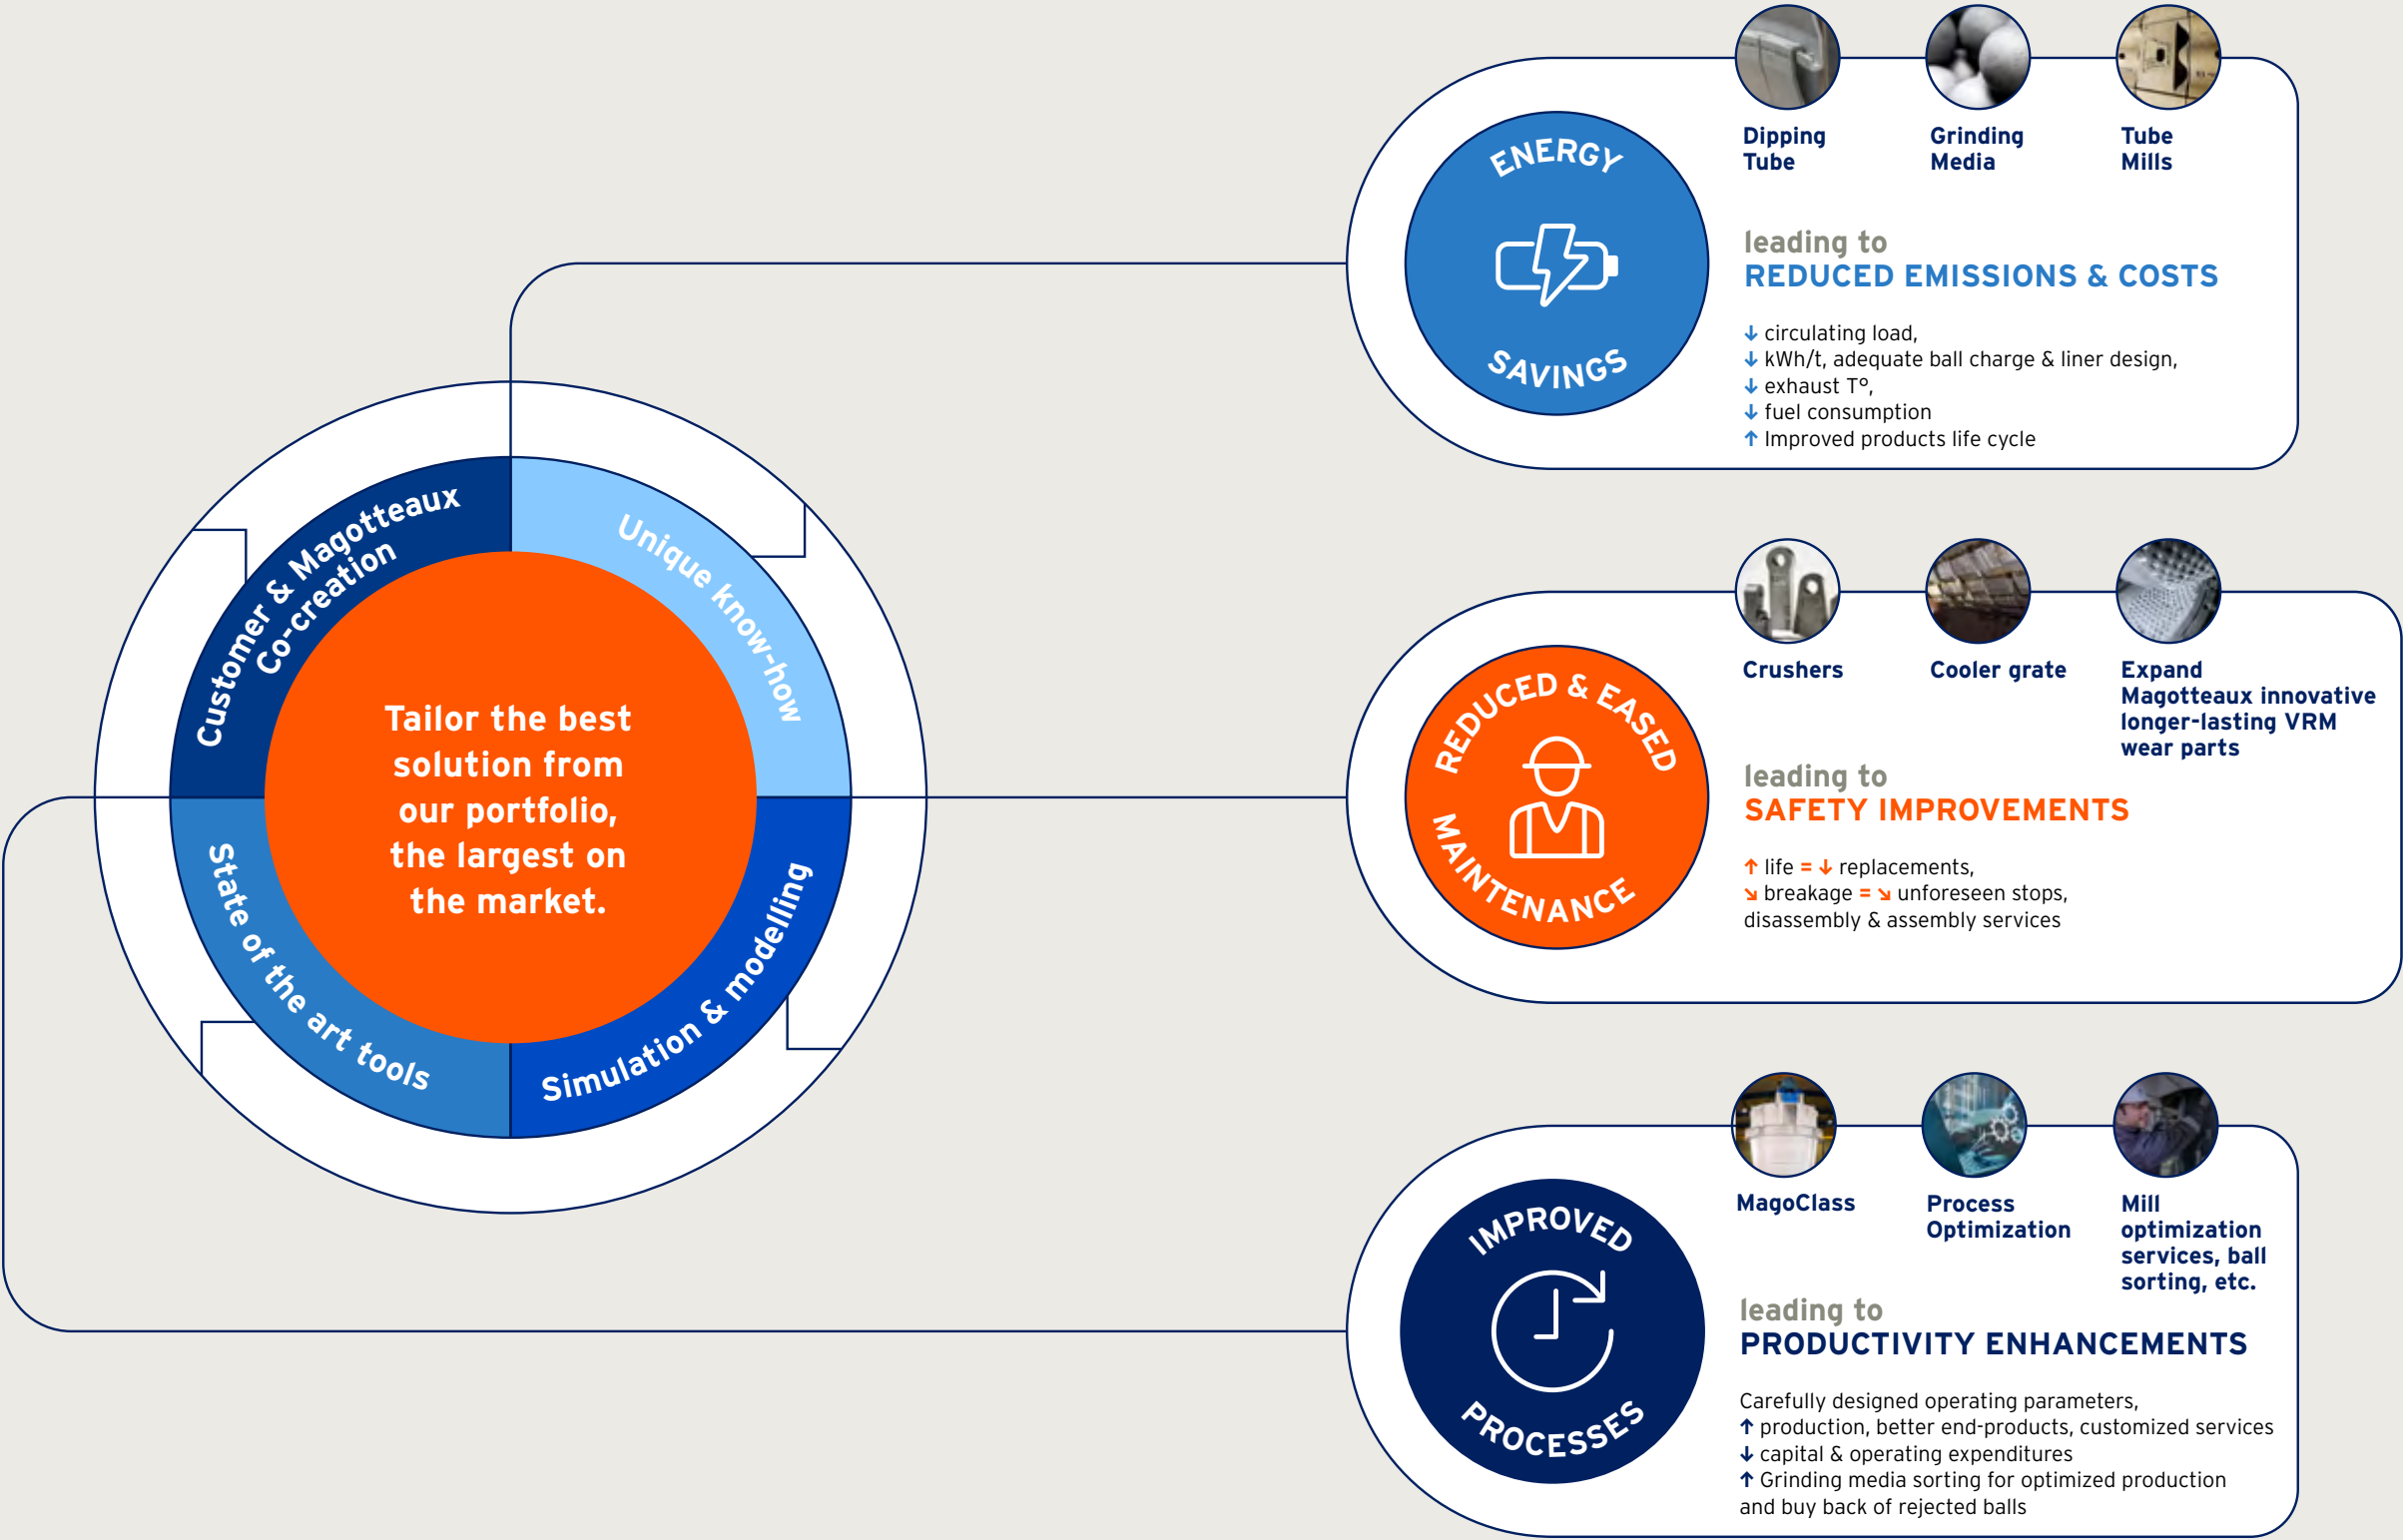 Customer & Magotteaux
Co-creation
Unique know-how
State of the art tools
Simulation & modelling
Tailor the best
solution from
our portfolio,
the largest on
the market.
ENERGY
SAVINGS
Dipping
Tube
Grinding
Media
Tube
Mills
leading to
REDUCED EMISSIONS & COSTS
↓ circulating load,
↓ kWh/t, adequate ball charge & liner design,
↓ exhaust T°,
↓ fuel consumption
↑ Improved products life cycle
REDUCED & EASED
MAINTENANCE
Crushers
Cooler grate
Expand
Magotteaux innovative
longer-lasting VRM
wear parts
leading to
SAFETY IMPROVEMENTS
↑ life = ↓ replacements,
↘ breakage = ↘ unforeseen stops,
disassembly & assembly services
IMPROVED
PROCESSES
MagoClass
Process
Optimization
Mill
optimization
services, ball
sorting, etc.
leading to
PRODUCTIVITY ENHANCEMENTS
Carefully designed operating parameters,
↑ production, better end-products, customized services
↓ capital & operating expenditures
↑ Grinding media sorting for optimized production
and buy back of rejected balls